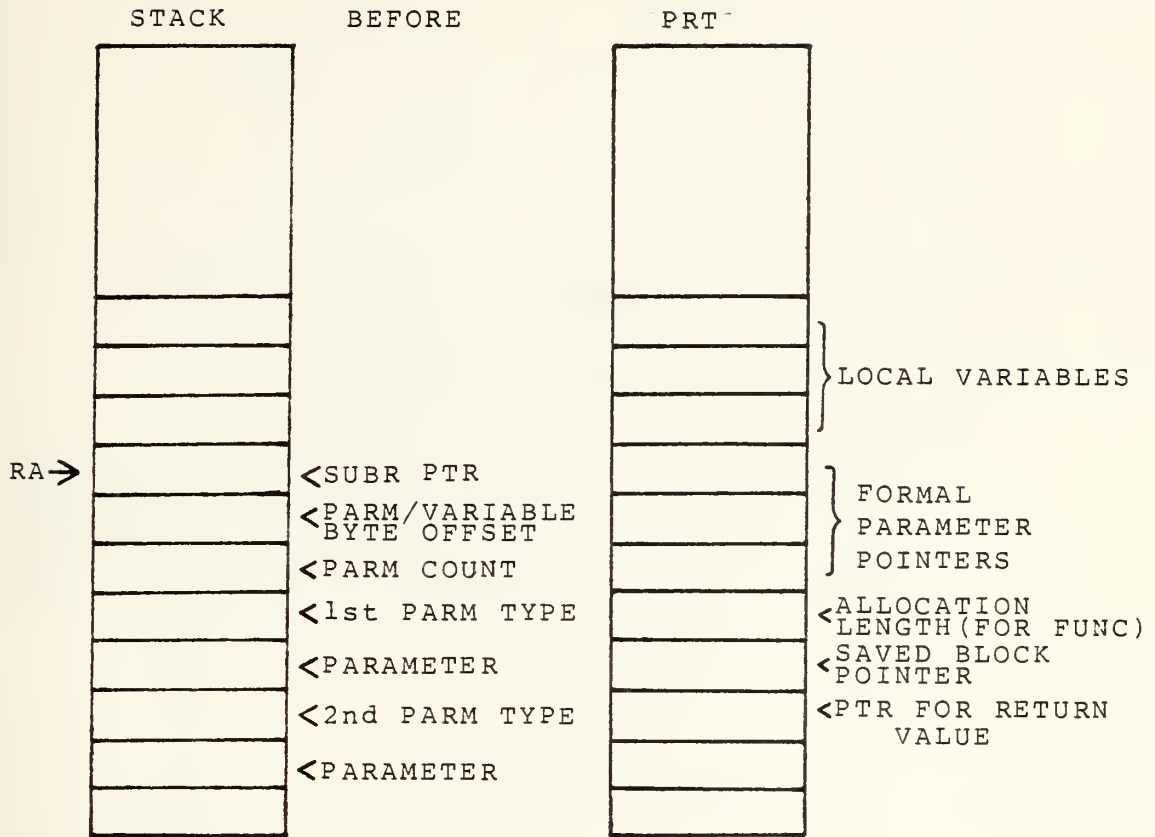 STACK BEFORE PRT
LOCAL VARIABLES
RA→ <SUBR PTR
<PARM/VARIABLE
BYTE OFFSET
FORMAL
PARAMETER
POINTERS
<PARM COUNT
<1st PARM TYPE
<ALLOCATION
LENGTH(FOR FUNC)
<PARAMETER
<SAVED BLOCK
POINTER
<2nd PARM TYPE
<PTR FOR RETURN
VALUE
<PARAMETER